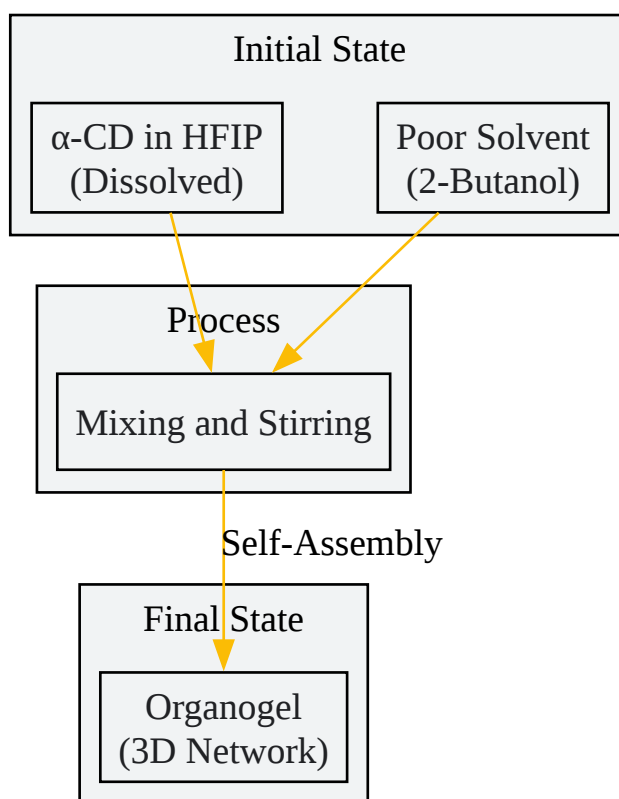 Initial State
α-CD in HFIP
(Dissolved)
Poor Solvent
(2-Butanol)
Process
Mixing and Stirring
Self-Assembly
Final State
Organogel
(3D Network)